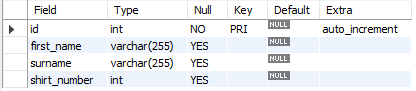 Field Type Null Key Default Extra
id int NO PRI NULL auto_increment
first_name varchar(255) YES NULL
surname varchar(255) YES NULL
shirt_number int YES NULL